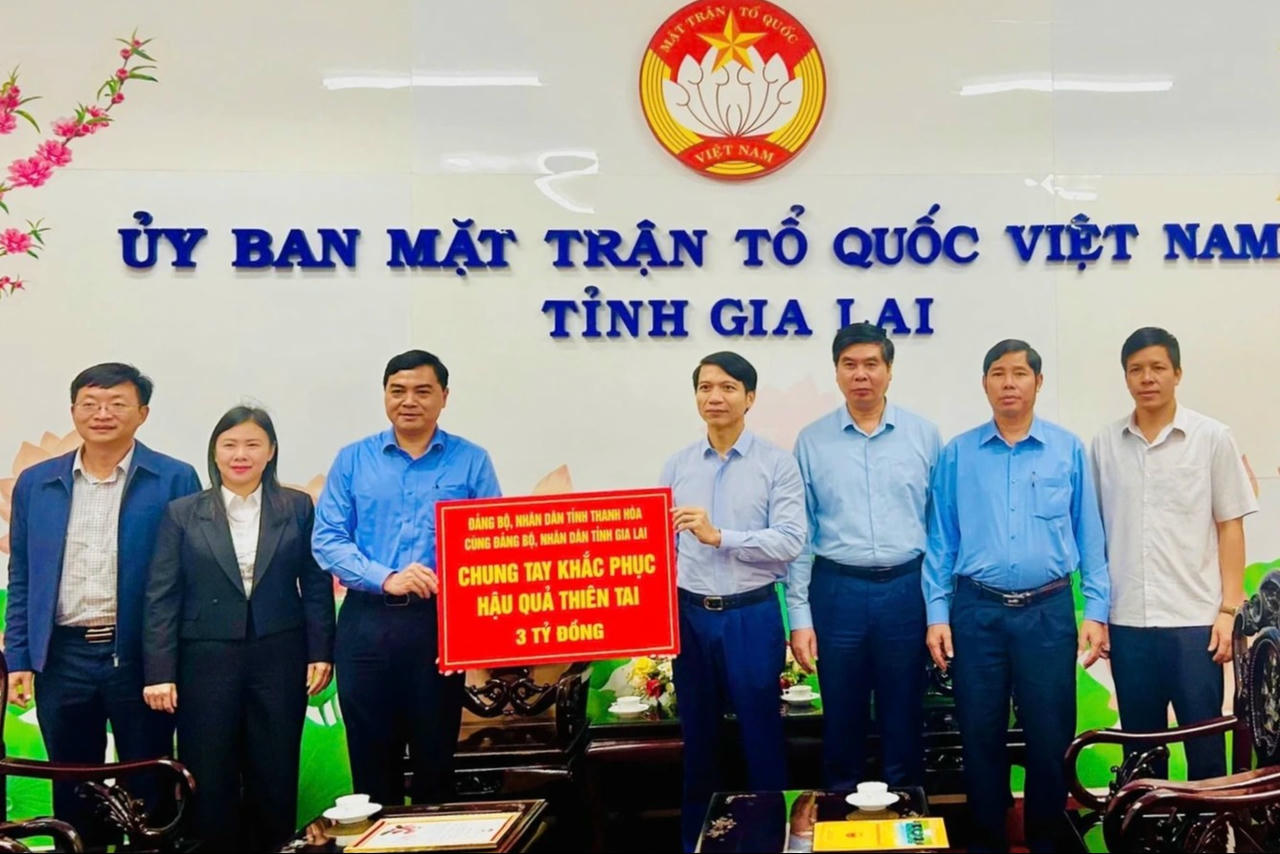 MẶT TRẬN TỔ QUỐC
VIỆT NAM
ỦY BAN MẶT TRẬN TỔ QUỐC VIỆT NAM
TỈNH GIA LAI
ĐẢNG BỘ, NHÂN DÂN TỈNH THANH HÓA
CÙNG ĐẢNG BỘ, NHÂN DÂN TỈNH GIA LAI
CHUNG TAY KHẮC PHỤC
HẬU QUẢ THIÊN TAI
3 TỶ ĐỒNG